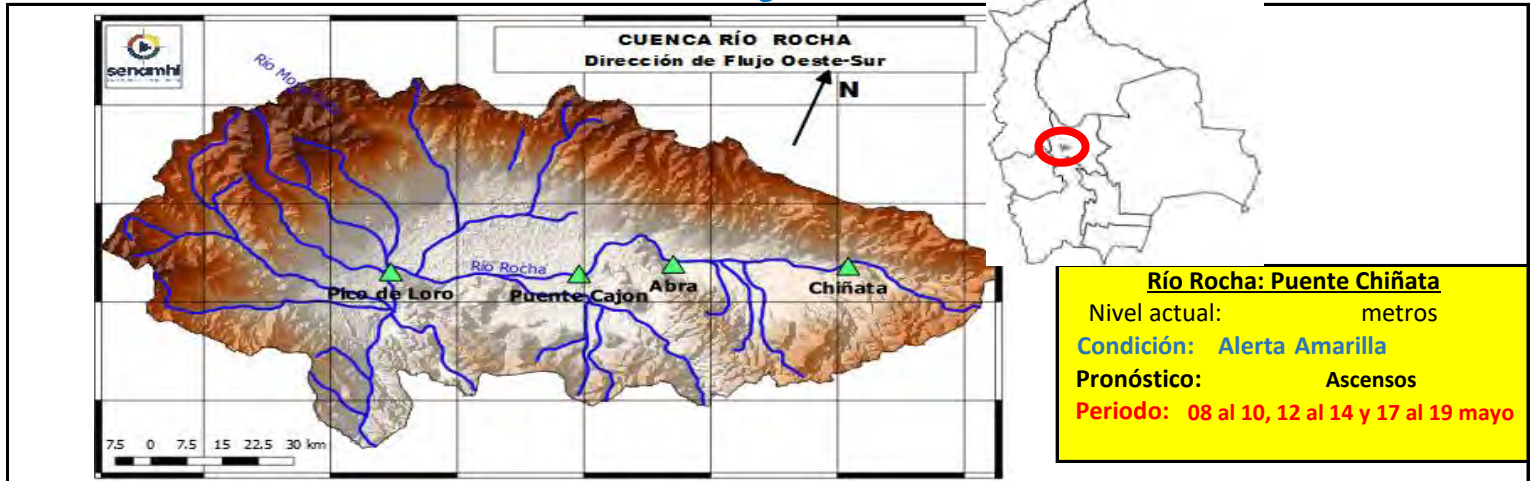 senamhi
CUENCA RÍO ROCHA
Dirección de Flujo Oeste-Sur
N
Río
Río Rocha
Pico de Loro
Puente Cajon
Abra
Chiñata
7.5 0 7.5 15 22.5 30 km
Río Rocha: Puente Chiñata
Nivel actual: metros
Condición: Alerta Amarilla
Pronóstico: Ascensos
Periodo: 08 al 10, 12 al 14 y 17 al 19 mayo